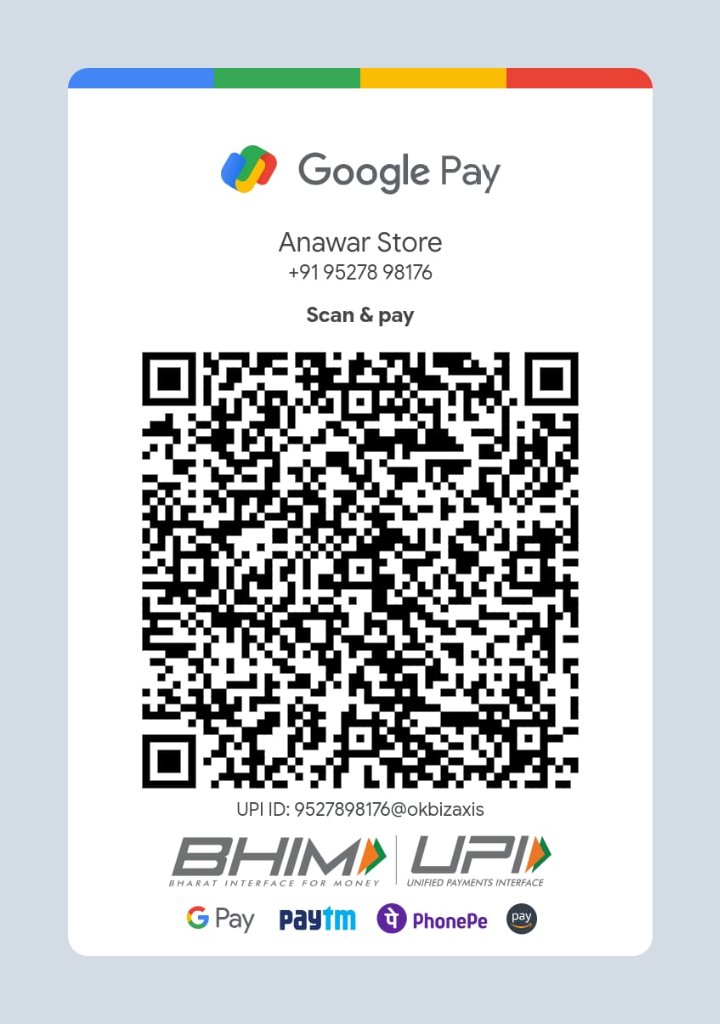 Google Pay
Anawar Store
+91 95278 98176
Scan & pay
UPI ID: 9527898176@okbizaxis
BHIM UPI
BHARAT INTERFACE FOR MONEY UNIFIED PAYMENTS INTERFACE
G Pay paytm पे PhonePe pay